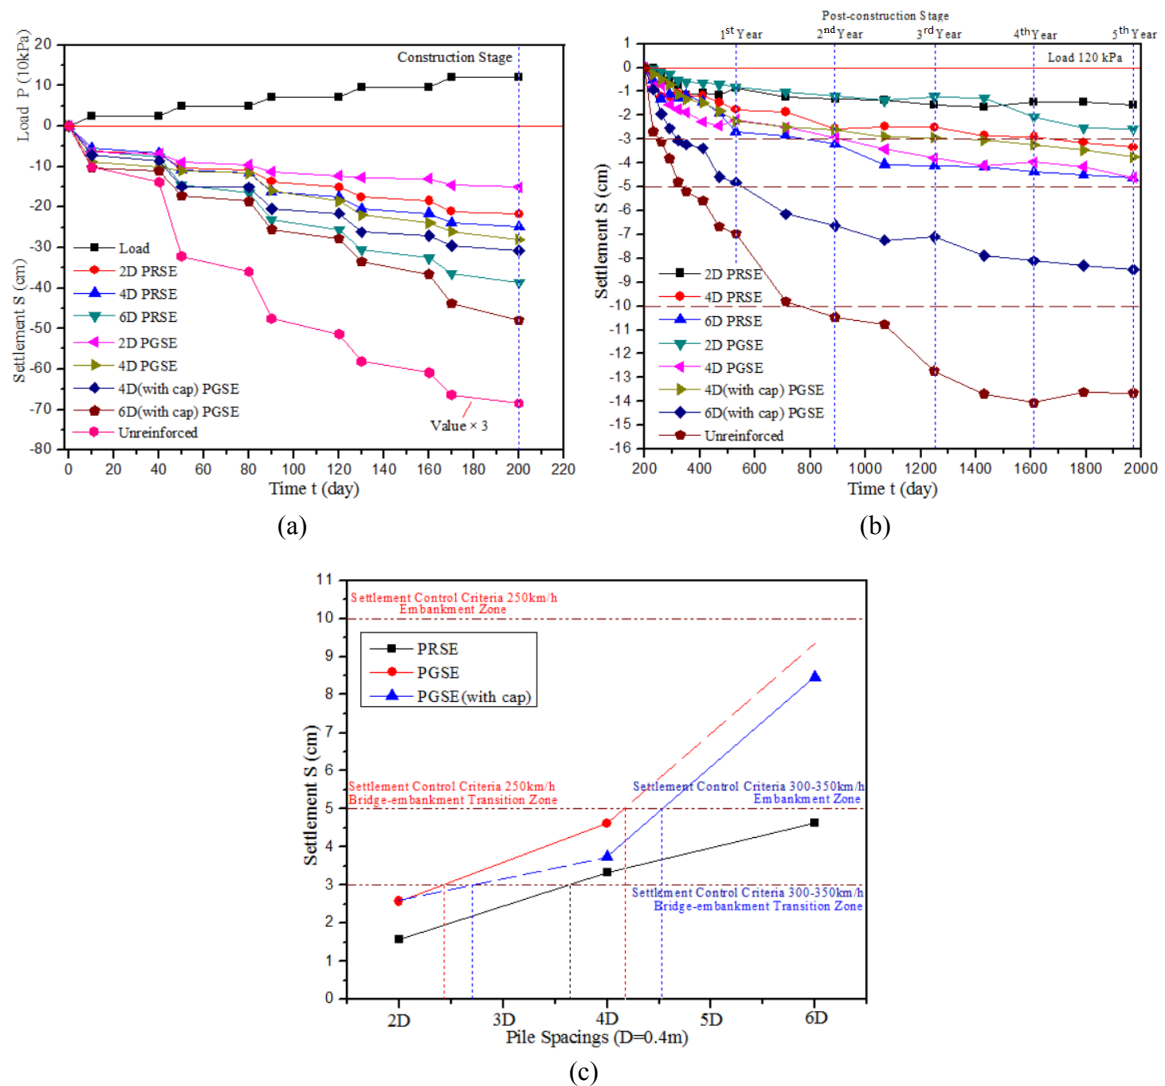 20
10
0
-10
-20
-30
-40
-50
-60
-70
-80
Load P (10kPa)
Settlement S (cm)
Construction Stage
Load
2D PRSE
4D PRSE
6D PRSE
2D PGSE
4D PGSE
4D(with cap) PGSE
6D(with cap) PGSE
Unreinforced
Value × 3
0 20 40 60 80 100 120 140 160 180 200 220
Time t (day)
(a)
Post-construction Stage
1st Year 2nd Year 3rd Year 4th Year 5th Year
Load 120 kPa
1
0
-1
-2
-3
-4
-5
-6
-7
-8
-9
-10
-11
-12
-13
-14
-15
-16
Settlement S (cm)
2D PRSE
4D PRSE
6D PRSE
2D PGSE
4D PGSE
4D(with cap) PGSE
6D(with cap) PGSE
Unreinforced
200 400 600 800 1000 1200 1400 1600 1800 2000
Time t (day)
(b)
11
10
9
8
7
6
5
4
3
2
1
0
Settlement S (cm)
Settlement Control Criteria 250km/h
Embankment Zone
PRSE
PGSE
PGSE(with cap)
Settlement Control Criteria 250km/h
Bridge-embankment Transition Zone
Settlement Control Criteria 300-350km/h
Embankment Zone
Settlement Control Criteria 300-350km/h
Bridge-embankment Transition Zone
2D 3D 4D 5D 6D
Pile Spacings (D=0.4m)
(c)